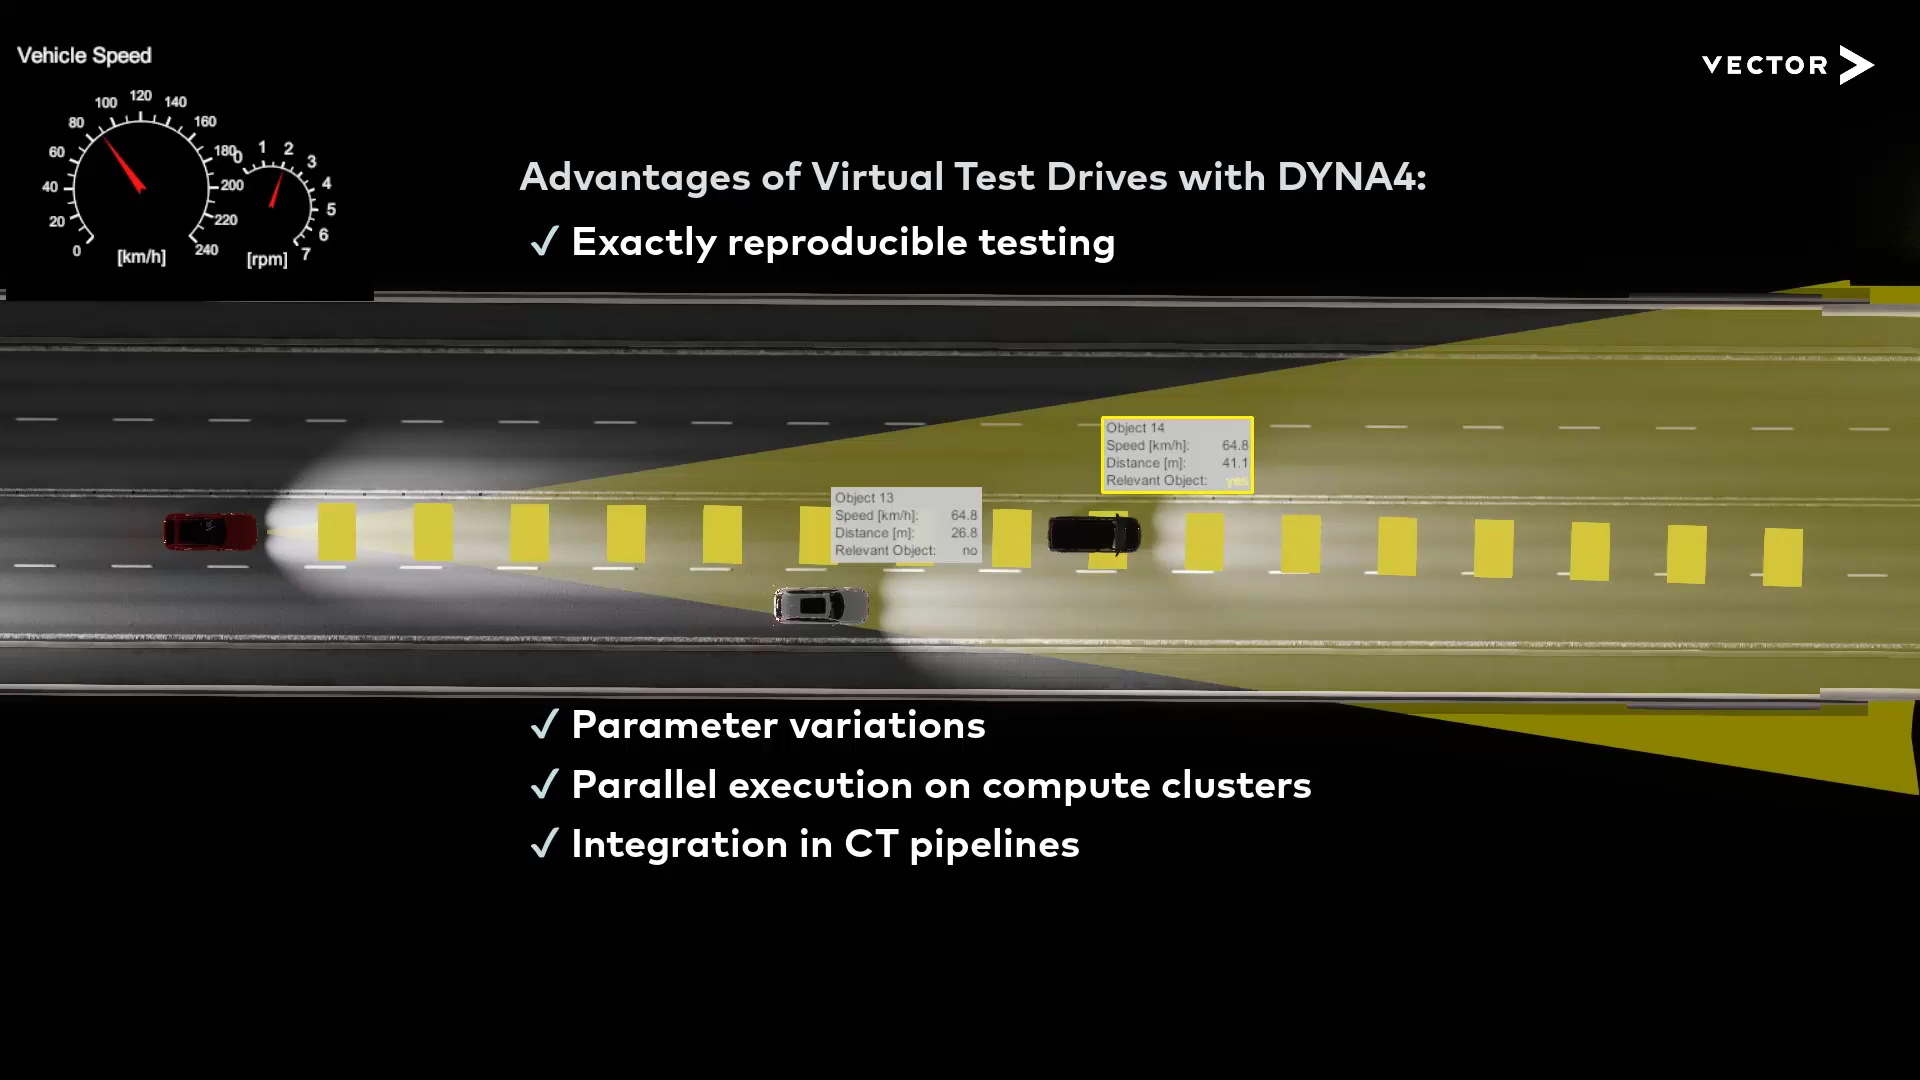 Vehicle Speed
VECTOR
0 20 40 60 80 100 120 140 160 180 200 220 240
[km/h]
0 1 2 3 4 5 6 7
[rpm]
Advantages of Virtual Test Drives with DYNA4:
✓ Exactly reproducible testing
Object 14
Speed [km/h]: 64.8
Distance [m]: 41.1
Relevant Object: yes
Object 13
Speed [km/h]: 64.8
Distance [m]: 26.8
Relevant Object: no
✓ Parameter variations
✓ Parallel execution on compute clusters
✓ Integration in CT pipelines